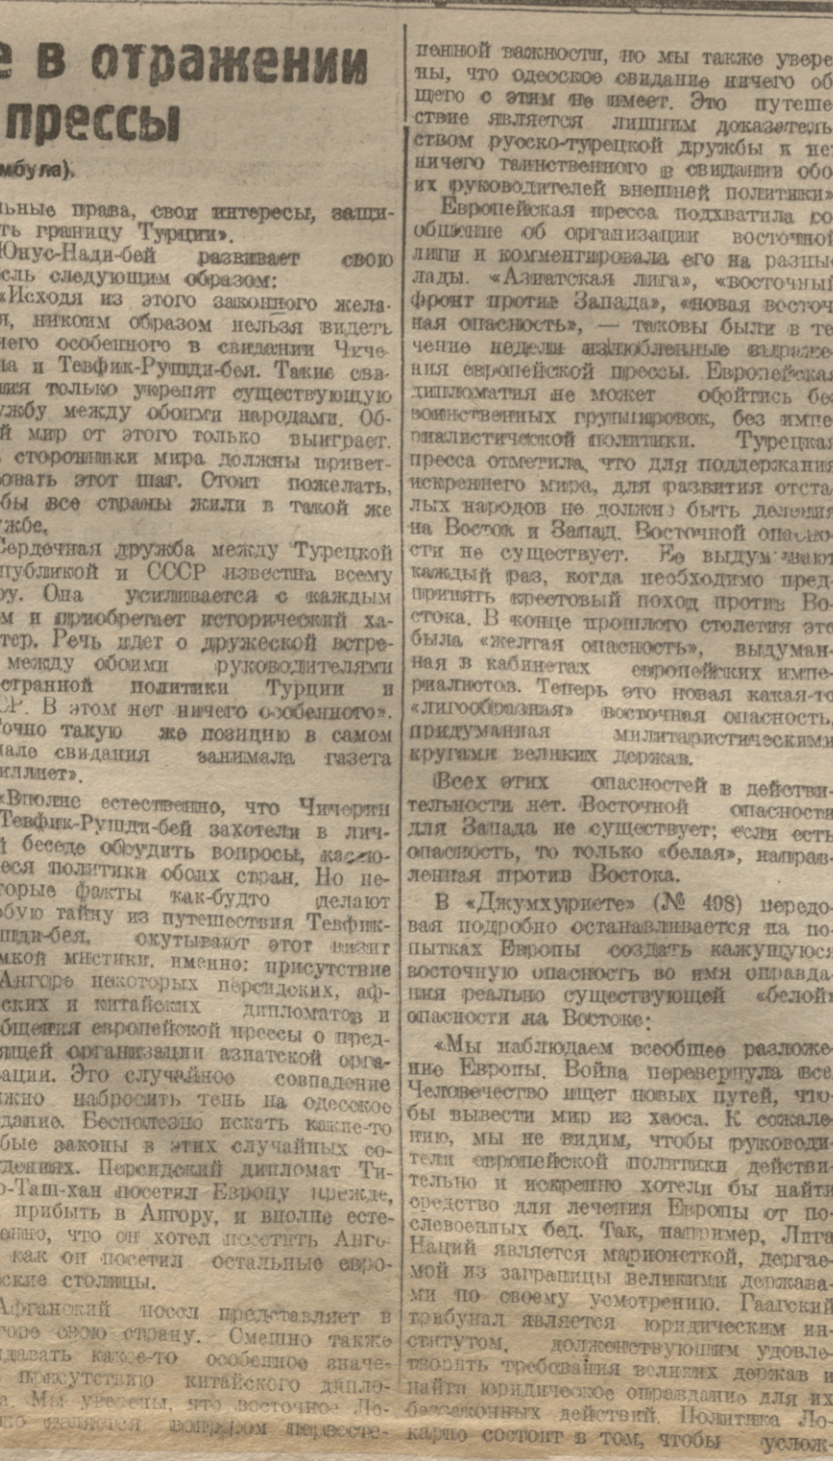 е в отражении
прессы
мбула).
льные права, свои интересы, защи-
ть границу Турции».
Юнус-Нади-бей развивает свою
сль следующим образом:
«Исходя из этого законного жела-
я, никоим образом нельзя видеть
чего особенного в свидании Чиче-
на и Тевфик-Рушди-бея. Такие сви-
ния только укрепят существующую
ужбу между обоими народами. Об-
й мир от этого только выиграет.
сторонники мира должны привет-
овать этот шаг. Стоит пожелать,
бы все страны жили в такой же
ужбе.
Сердечная дружба между Турецкой
публикой и СССР известна всему
ру. Она усиливается с каждым
м и приобретает исторический ха-
тер. Речь идет о дружеской встре-
между обоими руководителями
странной политики Турции и
СР. В этом нет ничего особенного».
Точно такую же позицию в самом
чале свидания занимала газета
иллиет».
«Вполне естественно, что Чичерин
Тевфик-Рушди-бей захотели в лич-
й беседе обсудить вопросы, касаю-
еся политики обоих стран. Но не-
торые факты как-будто делают
обую тайну из путешествия Тевфик-
шди-бея, окутывают этот визит
мкой мистики, именно: присутствие
Ангоре некоторых персидских, аф-
ских и китайских дипломатов и
общения европейской прессы о пред-
ящей организации азиатской орга-
ации. Это случайное совпадение
жно набросить тень на одесское
дание. Бесполезно искать какие-то
бые законы в этих случайных со-
дениях. Персидский дипломат Ти-
р-Таш-хан посетил Европу прежде,
прибыть в Ангору, и вполне есте-
енно, что он хотел посетить Анго-
как он посетил остальные евро-
ские столицы.
Афганский посол представляет в
горе свою страну. Смешно также
идавать какое-то особенное значе-
присутствию китайского дипло-
а. Мы уверены, что восточное Ло-
но является вопросом первосте-
пенной важности, но мы также увере
ны, что одесское свидание ничего об
щего с этим не имеет. Это путеше
ствие является лишним доказатель
ством русско-турецкой дружбы и нет
ничего таинственного в свидании обо
их руководителей внешней политики»
Европейская пресса подхватила со
общение об организации восточной
лиги и комментировала его на разные
лады. «Азиатская лига», «восточный
фронт против Запада», «новая восточ
ная опасность», — таковы были в те
чение недели излюбленные выраже-
ния европейской прессы. Европейская
дипломатия не может обойтись без
воинственных группировок, без импе
риалистической политики. Турецкая
пресса отметила, что для поддержания
искреннего мира, для развития отста-
лых народов не должно быть деления
на Восток и Запад. Восточной опасно-
сти не существует. Ее выдумывают
каждый раз, когда необходимо пред-
принять крестовый поход против Во-
стока. В конце прошлого столетия это
была «желтая опасность», выдуман-
ная в кабинетах европейских импе-
риалистов. Теперь это новая какая-то
«лигообразная» восточная опасность,
придуманная милитаристическими
кругами великих держав.
Всех этих опасностей в действи-
тельности нет. Восточной опасности
для Запада не существует; если есть
опасность, то только «белая», направ-
ленная против Востока.
В «Джумхуриете» (№ 498) передо-
вая подробно останавливается на по-
пытках Европы создать кажущуюся
восточную опасность во имя оправда-
ния реально существующей «белой»
опасности на Востоке:
«Мы наблюдаем всеобщее разложе-
ние Европы. Война перевернула все.
Человечество ищет новых путей, что-
бы вывести мир из хаоса. К сожале-
нию, мы не видим, чтобы руководи-
тели европейской политики действи-
тельно и искренно хотели бы найти
средство для лечения Европы от по-
слевоенных бед. Так, например, Лига
Наций является марионеткой, дергае-
мой из заграницы великими держава-
ми по своему усмотрению. Гаагский
трибунал является юридическим ин-
ститутом, долженствующим удовле-
творить требования великих держав и
найти юридическое оправдание для их
беззаконных действий. Политика Ло-
карно состоит в том, чтобы услож-